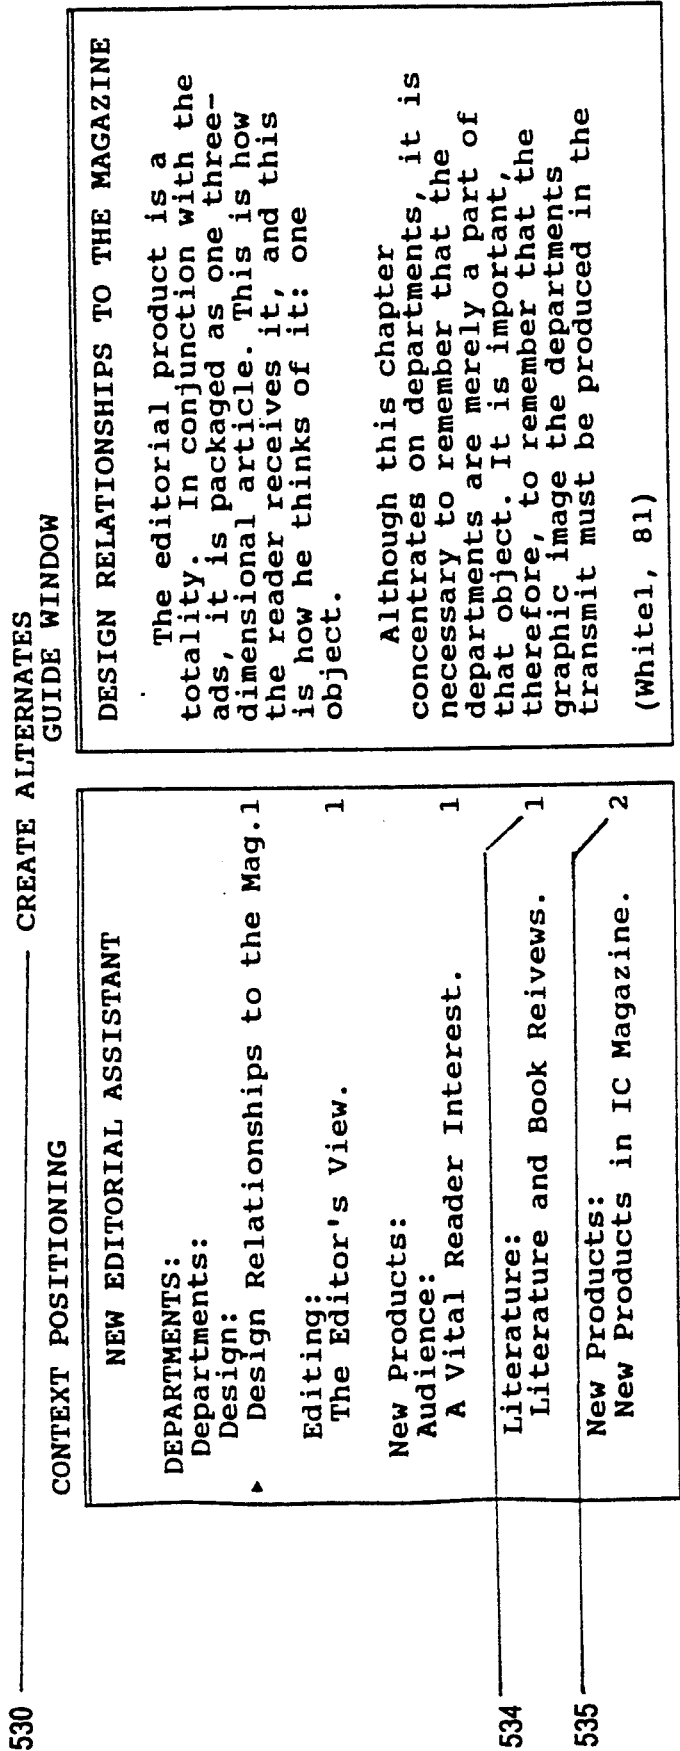 530
CREATE ALTERNATES
CONTEXT POSITIONING
NEW EDITORIAL ASSISTANT
DEPARTMENTS:
Departments:
Design:
▸ Design Relationships to the Mag.1
Editing:
The Editor's View. 1
New Products:
Audience:
A Vital Reader Interest. 1
534
Literature:
Literature and Book Reivews. 1
535
New Products:
New Products in IC Magazine. 2
GUIDE WINDOW
DESIGN RELATIONSHIPS TO THE MAGAZINE
The editorial product is a
totality. In conjunction with the
ads, it is packaged as one three-
dimensional article. This is how
the reader receives it, and this
is how he thinks of it: one
object.
Although this chapter
concentrates on departments, it is
necessary to remember that the
departments are merely a part of
that object. It is important,
therefore, to remember that the
graphic image the departments
transmit must be produced in the
(White1, 81)